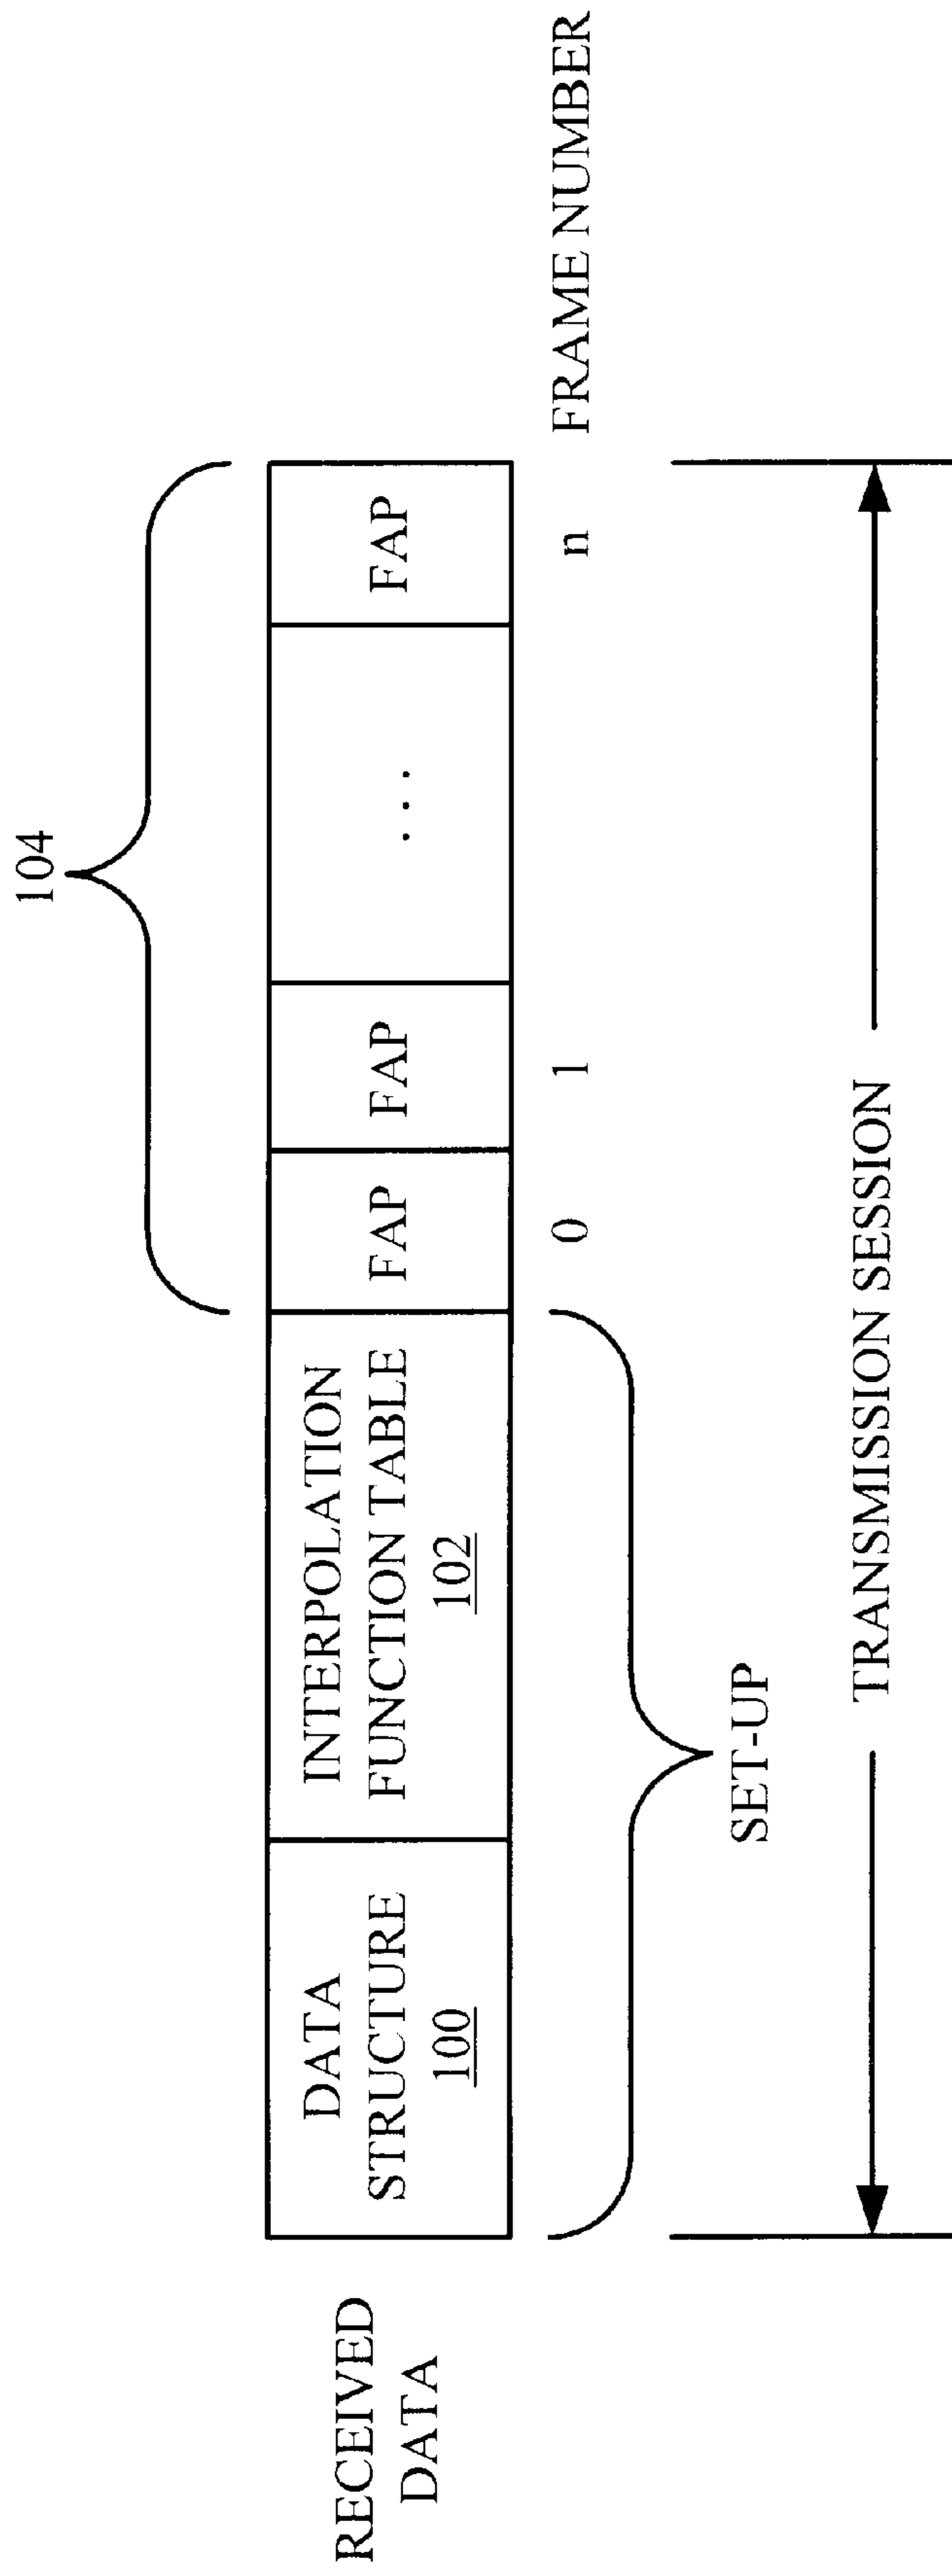 104
RECEIVED
DATA
DATA
STRUCTURE
100
INTERPOLATION
FUNCTION TABLE
102
FAP
FAP
...
FAP
0
1
n
FRAME NUMBER
SET-UP
TRANSMISSION SESSION